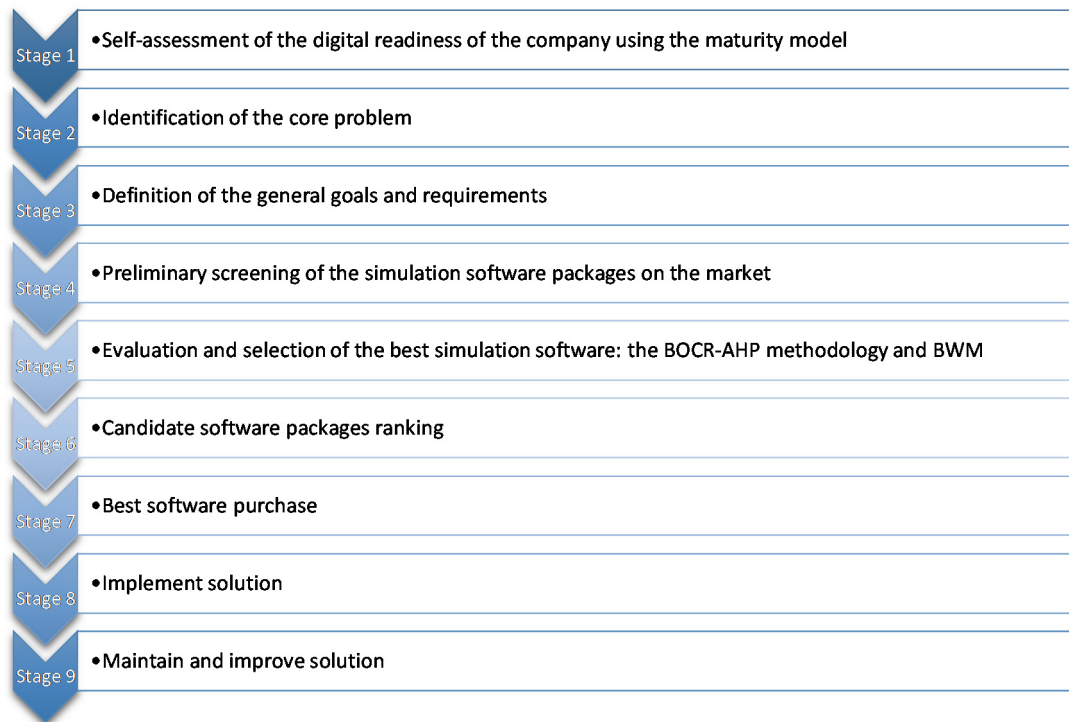 Stage 1
•Self-assessment of the digital readiness of the company using the maturity model
Stage 2
•Identification of the core problem
Stage 3
•Definition of the general goals and requirements
Stage 4
•Preliminary screening of the simulation software packages on the market
Stage 5
•Evaluation and selection of the best simulation software: the BOCR-AHP methodology and BWM
Stage 6
•Candidate software packages ranking
Stage 7
•Best software purchase
Stage 8
•Implement solution
Stage 9
•Maintain and improve solution